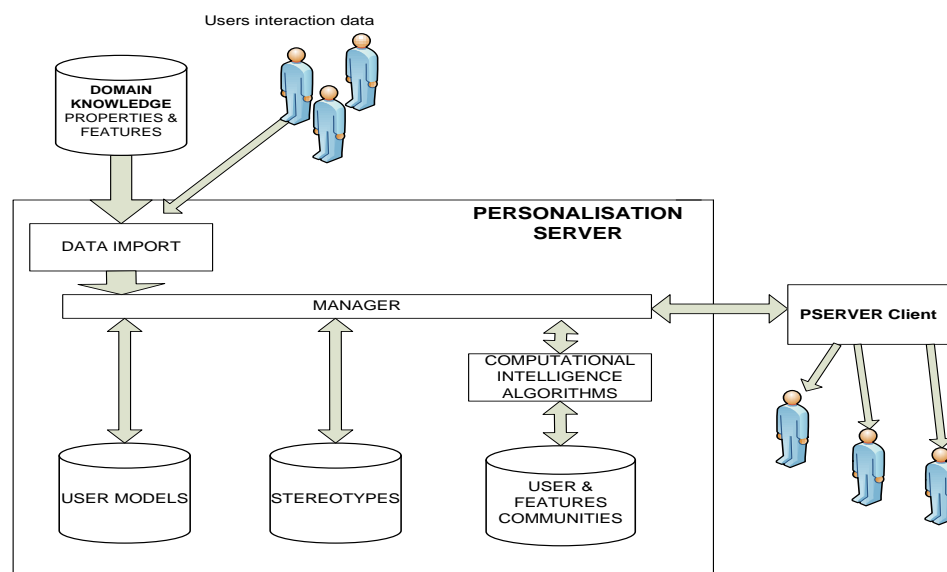 Users interaction data
DOMAIN
KNOWLEDGE
PROPERTIES &
FEATURES
PERSONALISATION
SERVER
DATA IMPORT
MANAGER
PSERVER Client
COMPUTATIONAL
INTELLIGENCE
ALGORITHMS
USER MODELS
STEREOTYPES
USER &
FEATURES
COMMUNITIES